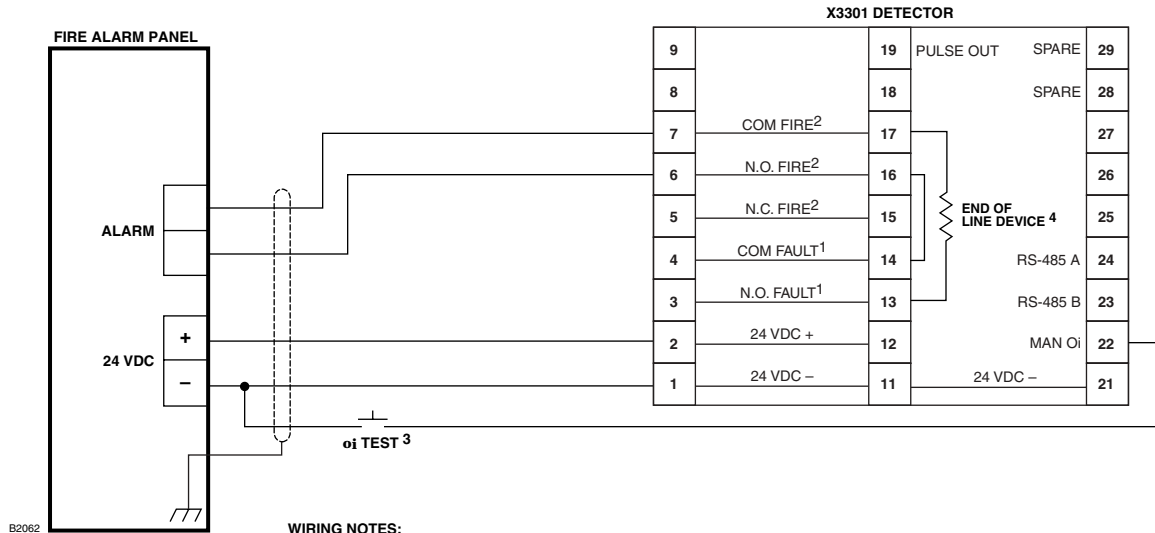 X3301 DETECTOR
FIRE ALARM PANEL
9 19 PULSE OUT SPARE 29
8 18 SPARE 28
7 COM FIRE2 17 27
6 N.O. FIRE2 16 26
5 N.C. FIRE2 15 25
END OF
LINE DEVICE 4
ALARM
4 COM FAULT1 14 RS-485 A 24
3 N.O. FAULT1 13 RS-485 B 23
+ 2 24 VDC + 12 MAN Oi 22
24 VDC
– 1 24 VDC – 11 24 VDC – 21
oi TEST 3
B2062
WIRING NOTES: